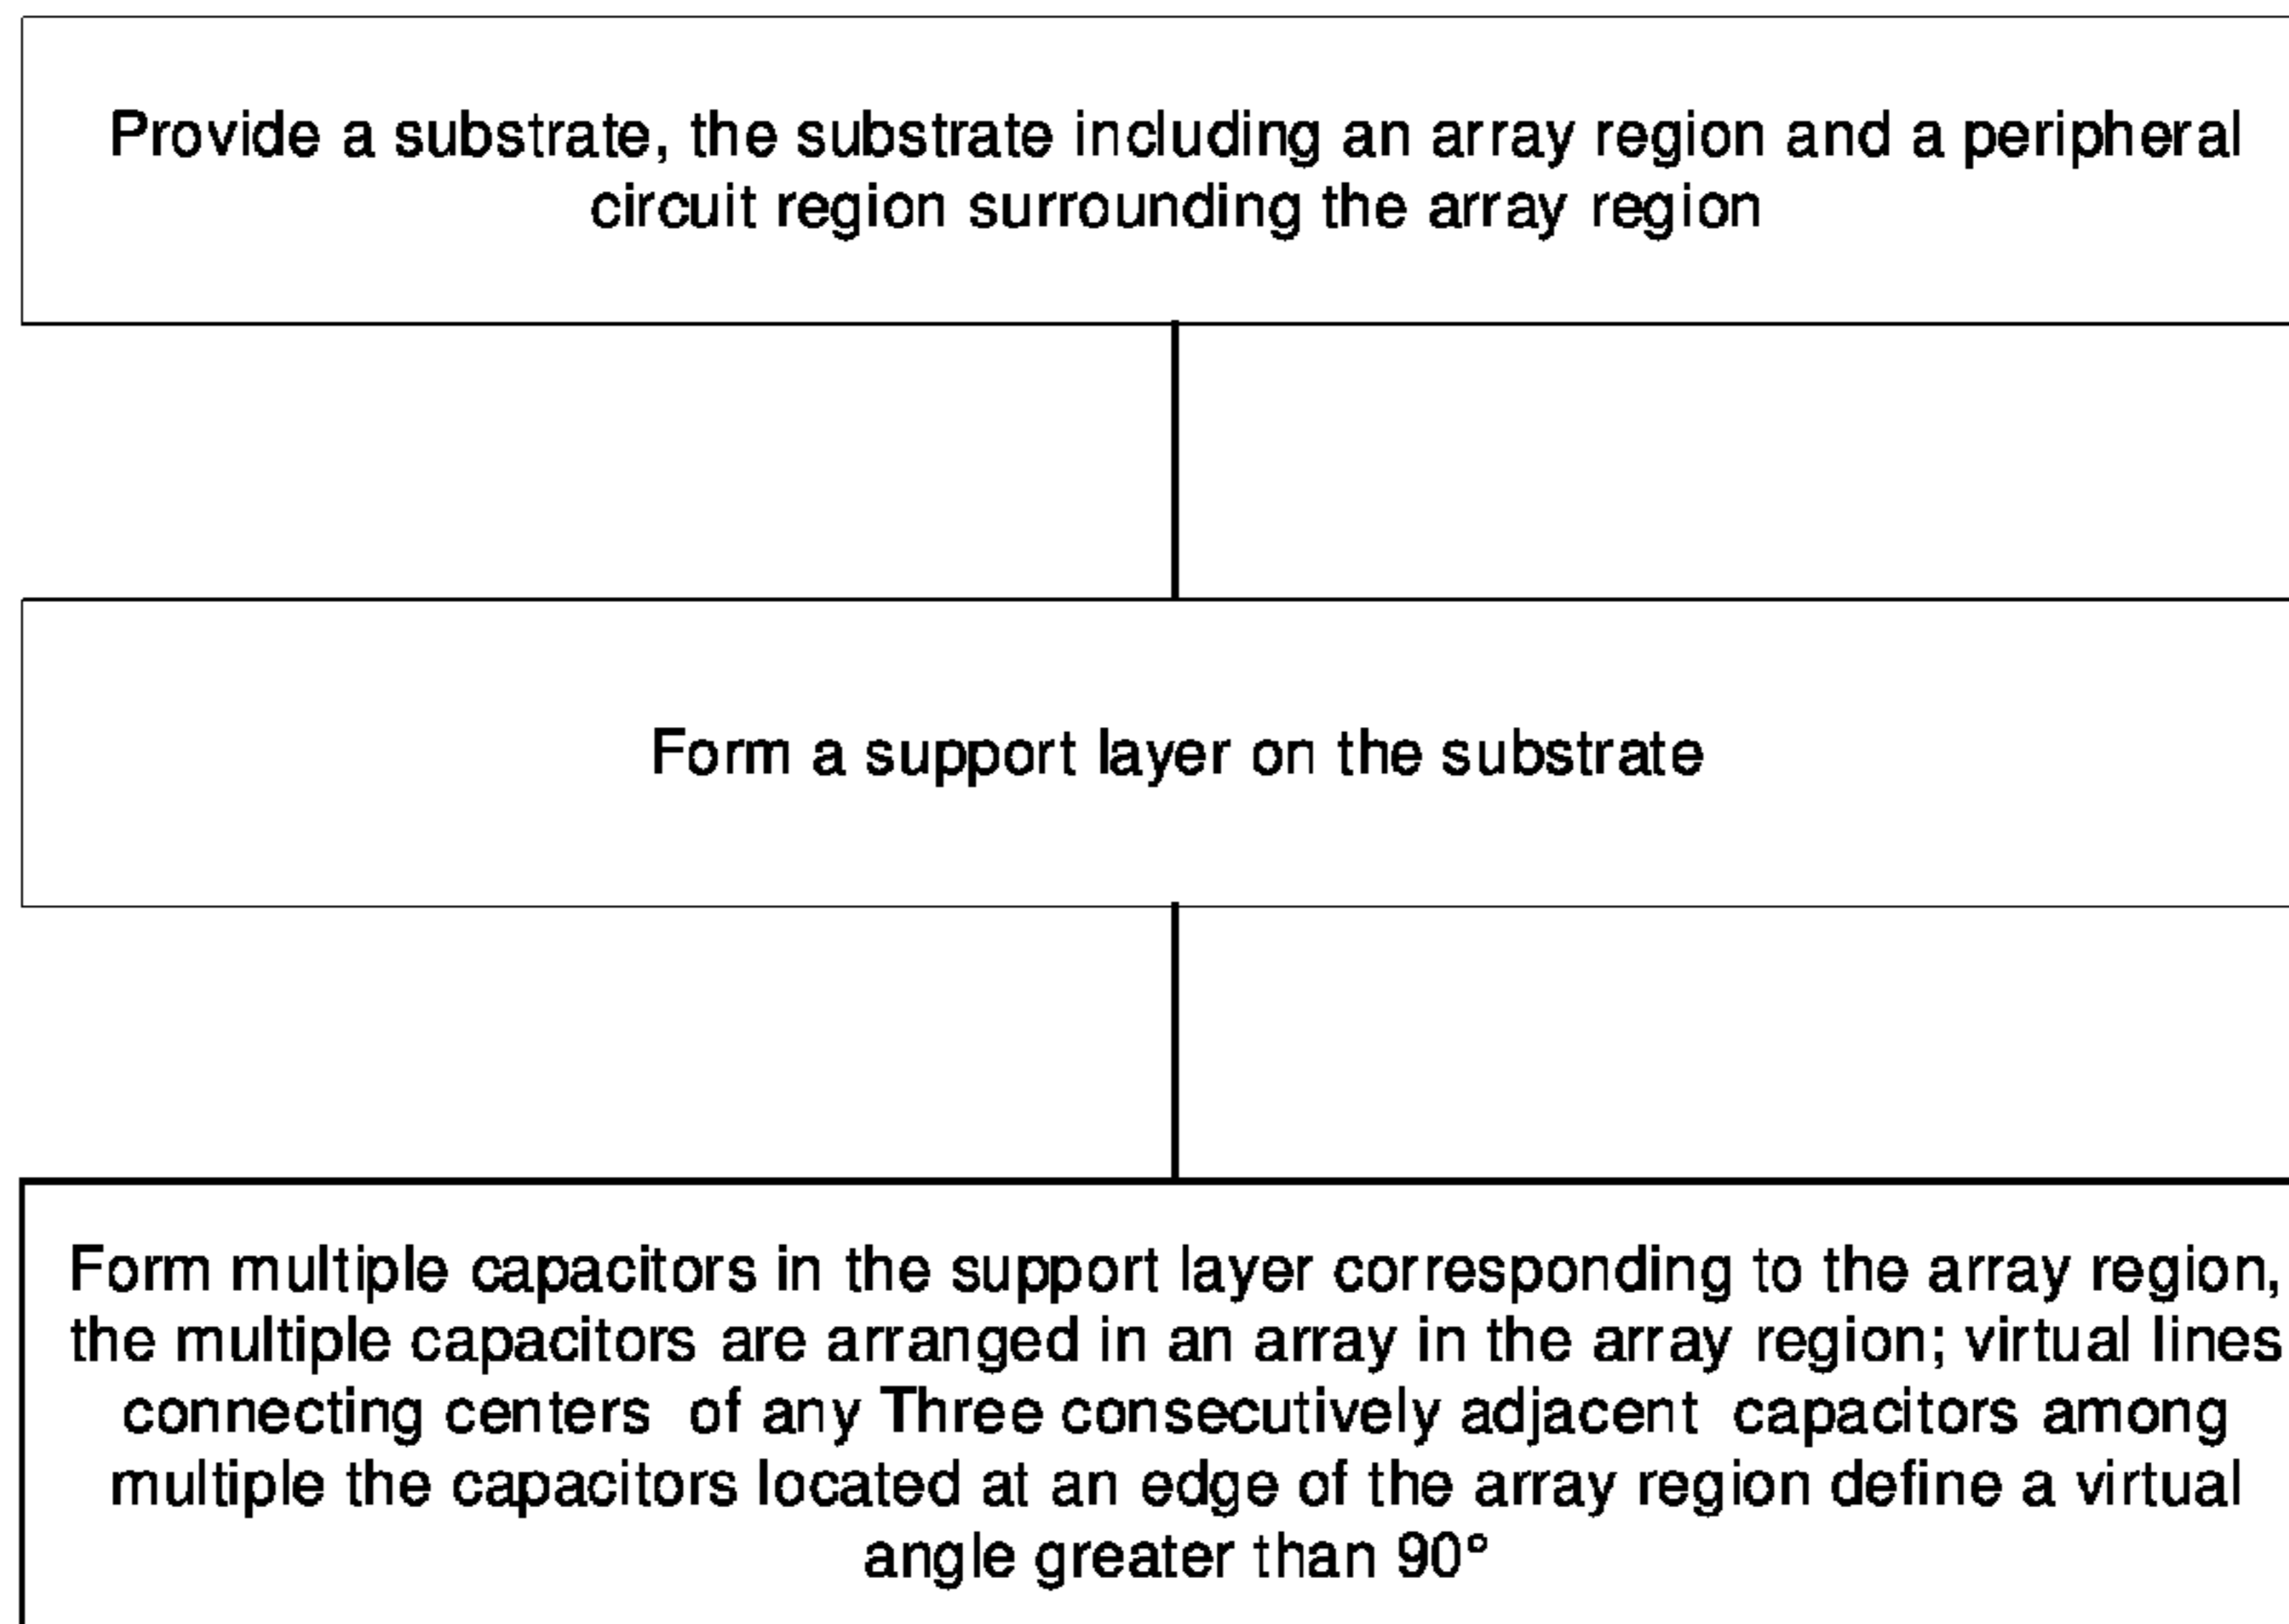 Provide a substrate, the substrate including an array region and a peripheral
circuit region surrounding the array region
Form a support layer on the substrate
Form multiple capacitors in the support layer corresponding to the array region,
the multiple capacitors are arranged in an array in the array region; virtual lines
connecting centers of any Three consecutively adjacent capacitors among
multiple the capacitors located at an edge of the array region define a virtual
angle greater than 90°